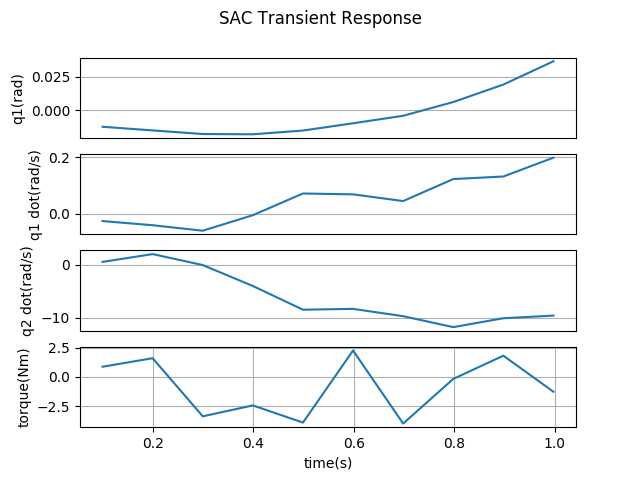 SAC Transient Response
q1(rad)
0.025
0.000
q1 dot(rad/s)
0.2
0.0
q2 dot(rad/s)
0
−10
torque(Nm)
2.5
0.0
−2.5
0.2 0.4 0.6 0.8 1.0
time(s)